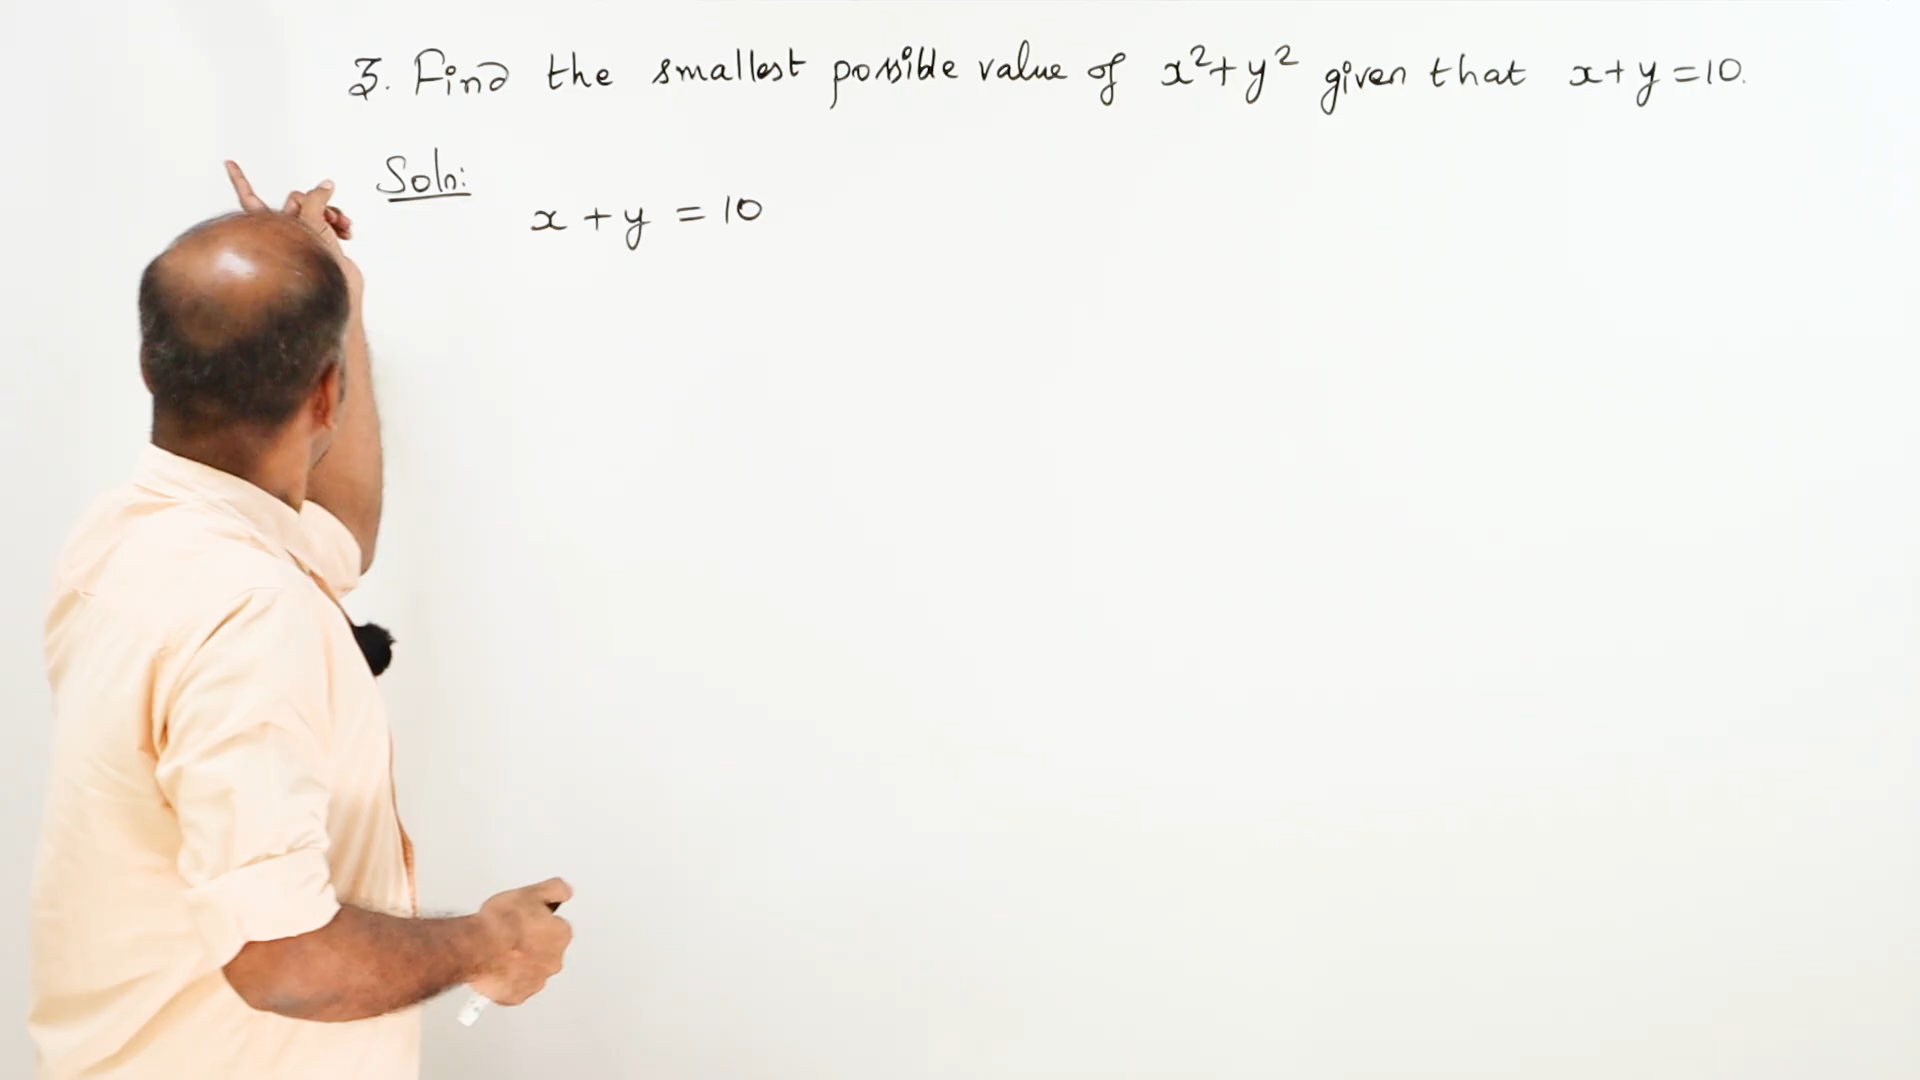 3. Find the smallest possible value of x²+y² given that x+y=10.
Soln:
x+y = 10